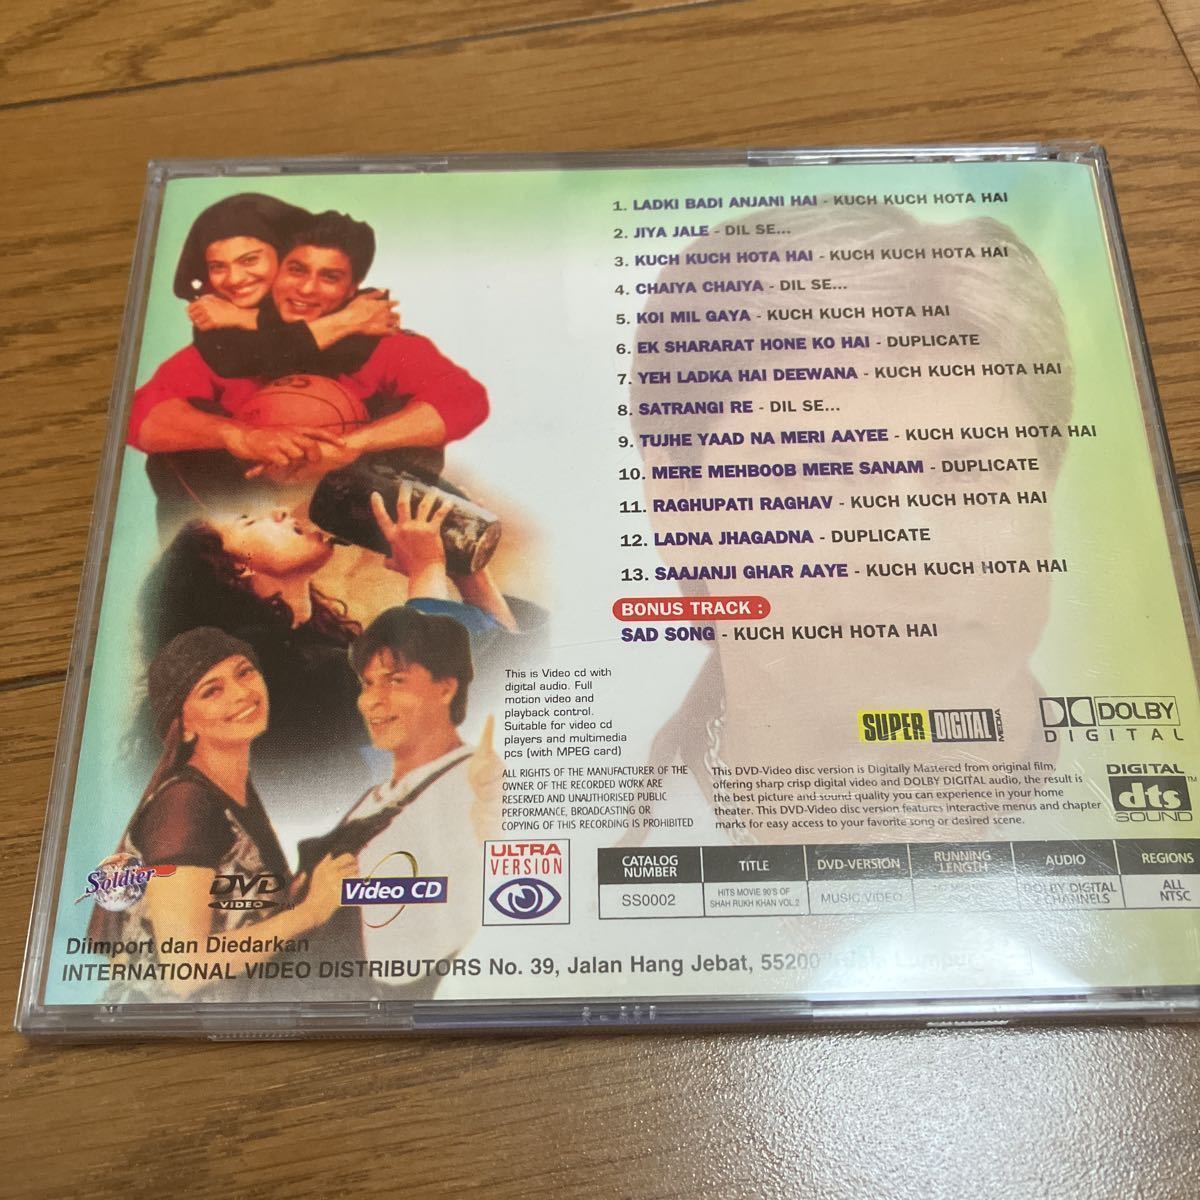 1. LADKI BADI ANJANI HAI - KUCH KUCH HOTA HAI
2. JIYA JALE - DIL SE...
3. KUCH KUCH HOTA HAI - KUCH KUCH HOTA HAI
4. CHAIYA CHAIYA - DIL SE...
5. KOI MIL GAYA - KUCH KUCH HOTA HAI
6. EK SHARARAT HONE KO HAI - DUPLICATE
7. YEH LADKA HAI DEEWANA - KUCH KUCH HOTA HAI
8. SATRANGI RE - DIL SE...
9. TUJHE YAAD NA MERI AAYEE - KUCH KUCH HOTA HAI
10. MERE MEHBOOB MERE SANAM - DUPLICATE
11. RAGHUPATI RAGHAV - KUCH KUCH HOTA HAI
12. LADNA JHAGADNA - DUPLICATE
13. SAAJANJI GHAR AAYE - KUCH KUCH HOTA HAI
BONUS TRACK :
SAD SONG - KUCH KUCH HOTA HAI
This is Video cd with
digital audio. Full
motion video and
playback control.
Suitable for video cd
players and multimedia
pcs (with MPEG card)
SUPER DIGITAL MEDIA
DOLBY
DIGITAL
ALL RIGHTS OF THE MANUFACTURER OF THE
OWNER OF THE RECORDED WORK ARE
RESERVED AND UNAUTHORISED PUBLIC
PERFORMANCE, BROADCASTING OR
COPYING OF THIS RECORDING IS PROHIBITED
This DVD-Video disc version is Digitally Mastered from original film,
offering sharp crisp digital video and DOLBY DIGITAL audio, the result is
the best picture and sound quality you can experience in your home
theater. This DVD-Video disc version features interactive menus and chapter
marks for easy access to your favorite song or desired scene.
DIGITAL
dts
SOUND
Soldier
DVD
VIDEO
Video CD
ULTRA
VERSION
CATALOG NUMBER TITLE DVD-VERSION RUNNING LENGTH AUDIO REGIONS
SS0002 HITS MOVIE 90'S OF SHAH RUKH KHAN VOL.2 MUSIC/VIDEO DOLBY DIGITAL 2 CHANNELS ALL NTSC
Diimport dan Diedarkan
INTERNATIONAL VIDEO DISTRIBUTORS No. 39, Jalan Hang Jebat, 55200